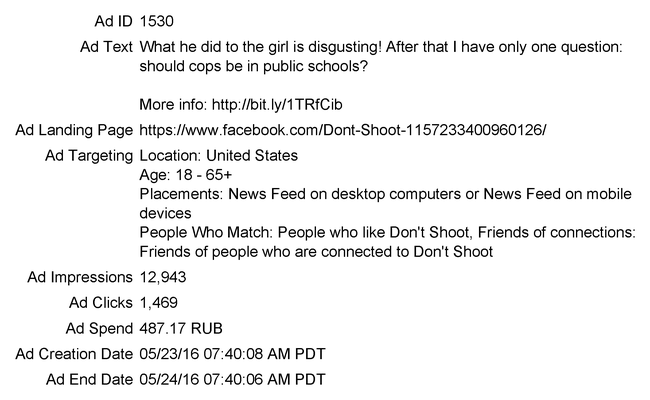 Ad ID 1530
Ad Text What he did to the girl is disgusting! After that I have only one question:
should cops be in public schools?
More info: http://bit.ly/1TRfCib
Ad Landing Page https://www.facebook.com/Dont-Shoot-1157233400960126/
Ad Targeting Location: United States
Age: 18 - 65+
Placements: News Feed on desktop computers or News Feed on mobile
devices
People Who Match: People who like Don't Shoot, Friends of connections:
Friends of people who are connected to Don't Shoot
Ad Impressions 12,943
Ad Clicks 1,469
Ad Spend 487.17 RUB
Ad Creation Date 05/23/16 07:40:08 AM PDT
Ad End Date 05/24/16 07:40:06 AM PDT